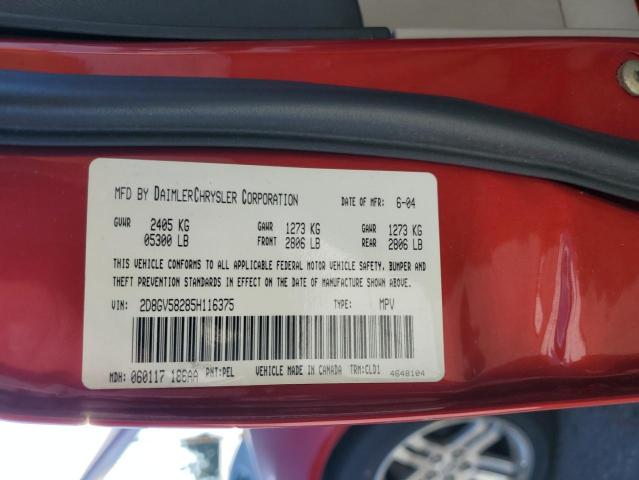 MFD BY DAIMLERCHRYSLER CORPORATION DATE OF MFR: 6-04
GVWR 2405 KG GAWR 1273 KG GAWR 1273 KG
05300 LB FRONT 2806 LB REAR 2806 LB
THIS VEHICLE CONFORMS TO ALL APPLICABLE FEDERAL MOTOR VEHICLE SAFETY, BUMPER AND
THEFT PREVENTION STANDARDS IN EFFECT ON THE DATE OF MANUFACTURE SHOWN ABOVE.
VIN: 2D8GV58285H116375 TYPE: MPV
MDH: 060117 186AA PNT:PEL VEHICLE MADE IN CANADA TRM:CLD1 4648104